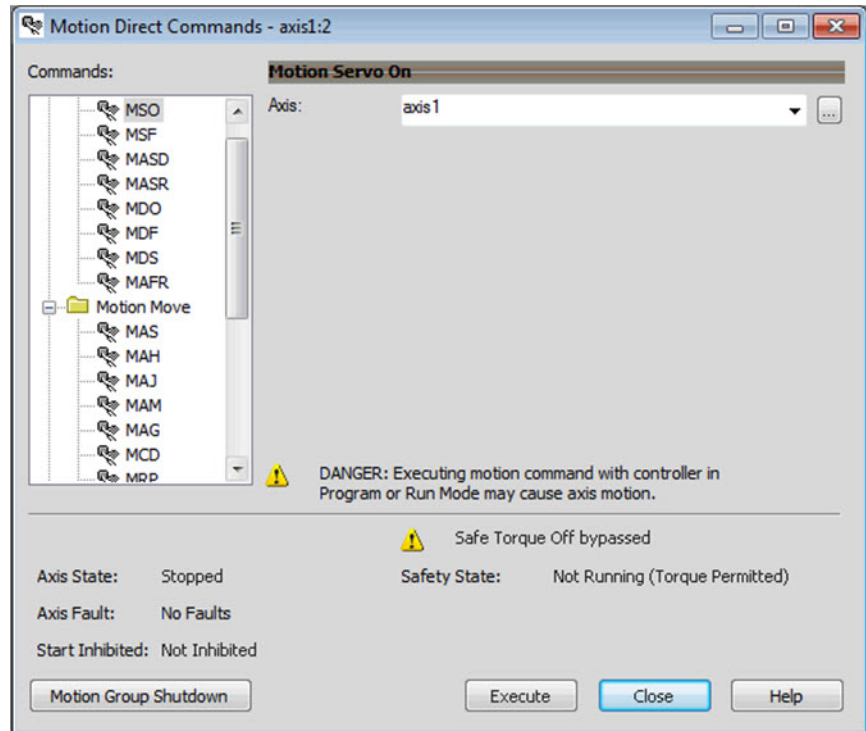 Motion Direct Commands - axis1:2
Commands:
MSO
MSF
MASD
MASR
MDO
MDF
MDS
MAFR
Motion Move
MAS
MAH
MAJ
MAM
MAG
MCD
MRP
Motion Servo On
Axis: axis1 ...
DANGER: Executing motion command with controller in
Program or Run Mode may cause axis motion.
Safe Torque Off bypassed
Axis State: Stopped Safety State: Not Running (Torque Permitted)
Axis Fault: No Faults
Start Inhibited: Not Inhibited
Motion Group Shutdown Execute Close Help